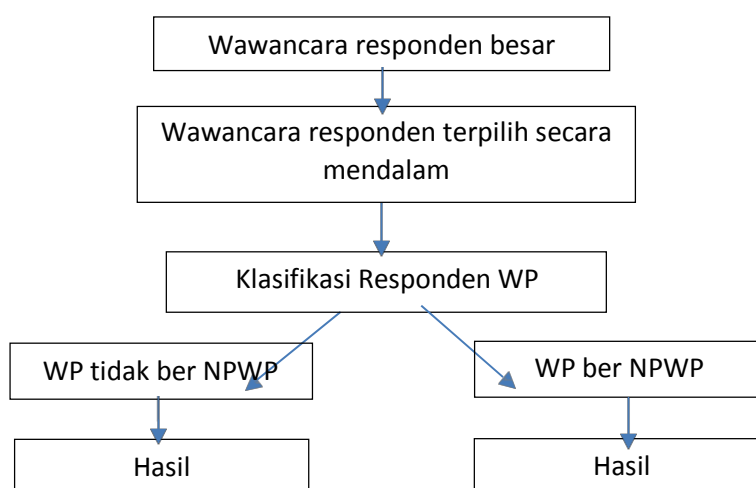 Wawancara responden besar
Wawancara responden terpilih secara
mendalam
Klasifikasi Responden WP
WP tidak ber NPWP
WP ber NPWP
Hasil
Hasil